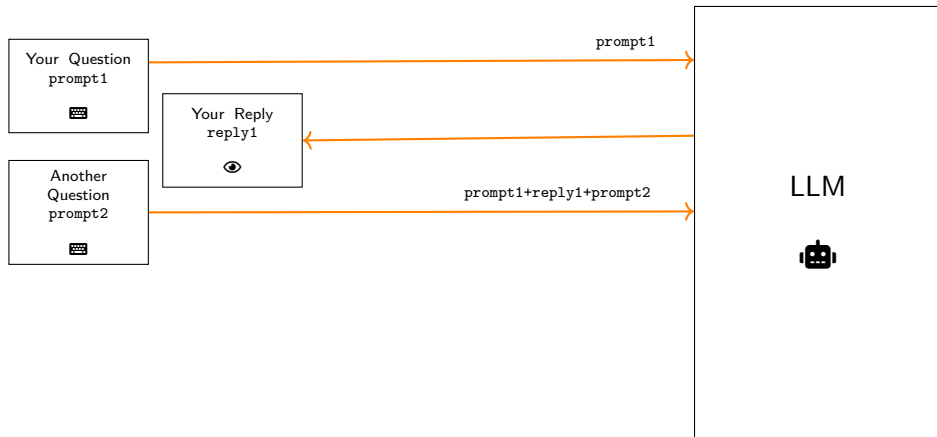 Your Question
prompt1
prompt1
Your Reply
reply1
Another
Question
prompt2
prompt1+reply1+prompt2
LLM